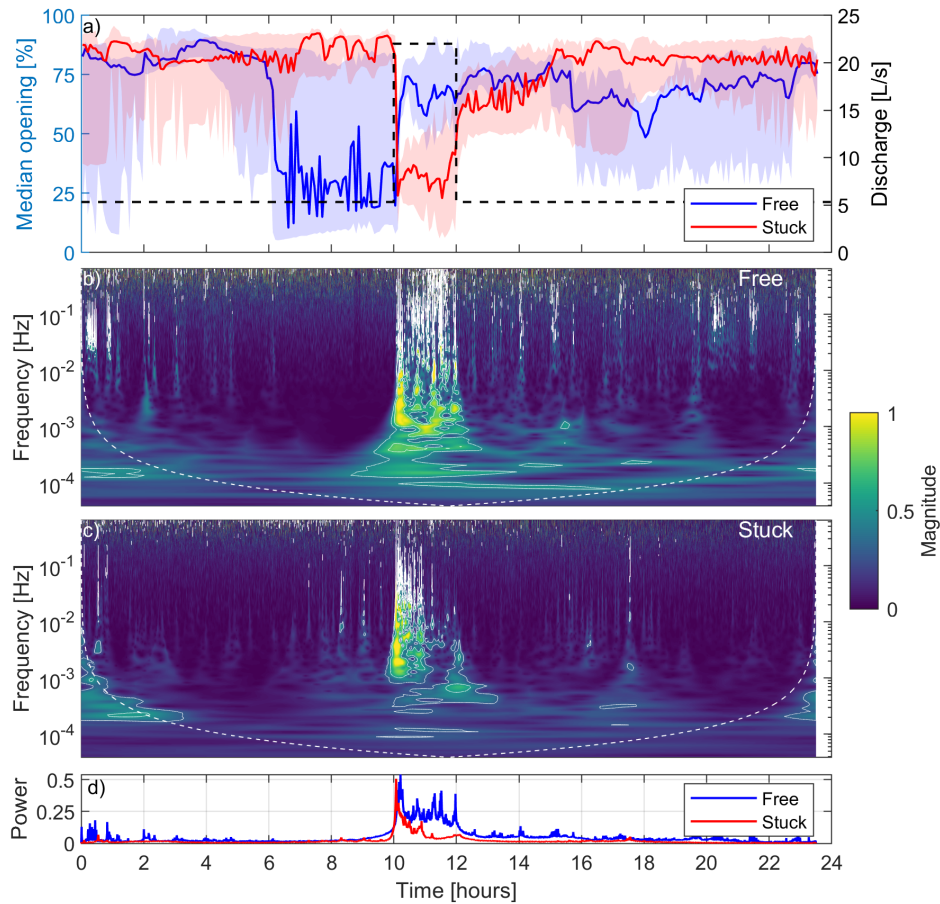 a)
Median opening [%]
100
75
50
25
0
25
20
15
10
5
0
Discharge [L/s]
Free
Stuck
b)
Free
Frequency [Hz]
10⁻¹
10⁻²
10⁻³
10⁻⁴
c)
Stuck
Frequency [Hz]
10⁻¹
10⁻²
10⁻³
10⁻⁴
1
0.5
0
Magnitude
d)
Power
0.5
0.25
0
Free
Stuck
0 2 4 6 8 10 12 14 16 18 20 22 24
Time [hours]